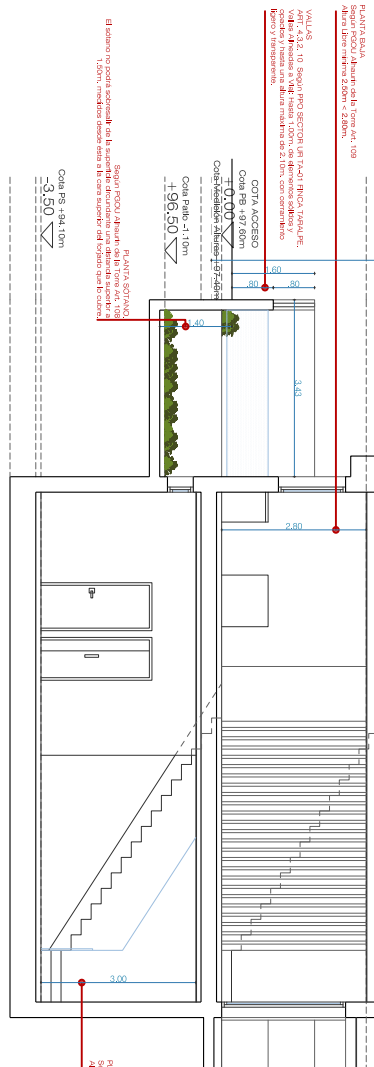 PLANTA BAJA
Según PGOU Alhaurín de la Torre Art. 109
Altura Libre mínima 2.50m < 2.80m.
VALLAS
ART. 4.3.2. 10 Según PPO SECTOR UR TA-01 FINCA TARALPE.
Vallas Alineadas a Vial: Hasta 1.00m. de elementos sólidos y
opacos y hasta una altura máxima de 2.10m. con cerramiento
ligero y transparente.
COTA ACCESO
Cota PB +97.60m
+0.00
Cota Medición Alturas +97.40m
Cota Patio -1.10m
+96.50
PLANTA SÓTANO.
Según PGOU Alhaurín de la Torre Art. 108
El sótano no podrá sobresalir de la superficie circundante una distancia superior a
1.50m. medidos desde ésta a la cara superior del forjado que lo cubre.
Cota PS +94.10m
-3.50
1.60
.80
.80
1.40
3.43
2.80
3.00